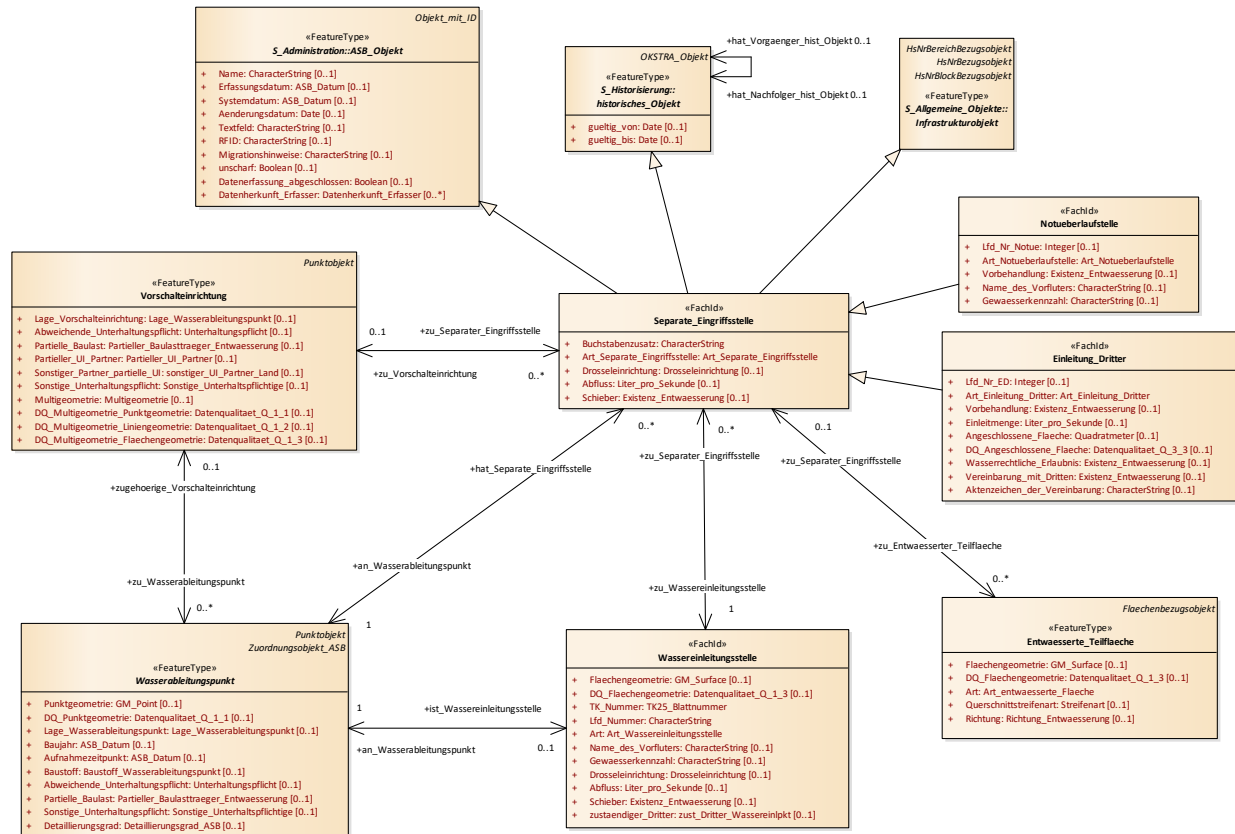 Objekt_mit_ID
«FeatureType»
S_Administration::ASB_Objekt
+ Name: CharacterString [0..1]
+ Erfassungsdatum: ASB_Datum [0..1]
+ Systemdatum: ASB_Datum [0..1]
+ Aenderungsdatum: Date [0..1]
+ Textfeld: CharacterString [0..1]
+ RFID: CharacterString [0..1]
+ Migrationshinweise: CharacterString [0..1]
+ unscharf: Boolean [0..1]
+ Datenerfassung_abgeschlossen: Boolean [0..1]
+ Datenherkunft_Erfasser: Datenherkunft_Erfasser [0..*]
OKSTRA_Objekt
«FeatureType»
S_Historisierung::
historisches_Objekt
+ gueltig_von: Date [0..1]
+ gueltig_bis: Date [0..1]
+hat_Vorgaenger_hist_Objekt 0..1
+hat_Nachfolger_hist_Objekt 0..1
HsNrBereichBezugsobjekt
HsNrBezugsobjekt
HsNrBlockBezugsobjekt
«FeatureType»
S_Allgemeine_Objekte::
Infrastrukturobjekt
«FachId»
Notueberlaufstelle
+ Lfd_Nr_Notue: Integer [0..1]
+ Art_Notueberlaufstelle: Art_Notueberlaufstelle
+ Vorbehandlung: Existenz_Entwaesserung [0..1]
+ Name_des_Vorfluters: CharacterString [0..1]
+ Gewaesserkennzahl: CharacterString [0..1]
Punktobjekt
«FeatureType»
Vorschalteinrichtung
+ Lage_Vorschalteinrichtung: Lage_Wasserableitungspunkt [0..1]
+ Abweichende_Unterhaltungspflicht: Unterhaltungspflicht [0..1]
+ Partielle_Baulast: Partieller_Baulasttraeger_Entwaesserung [0..1]
+ Partieller_UI_Partner: Partieller_UI_Partner [0..1]
+ Sonstiger_Partner_partielle_UI: sonstiger_UI_Partner_Land [0..1]
+ Sonstige_Unterhaltungspflicht: Sonstige_Unterhaltspflichtige [0..1]
+ Multigeometrie: Multigeometrie [0..1]
+ DQ_Multigeometrie_Punktgeometrie: Datenqualitaet_Q_1_1 [0..1]
+ DQ_Multigeometrie_Liniengeometrie: Datenqualitaet_Q_1_2 [0..1]
+ DQ_Multigeometrie_Flaechengeometrie: Datenqualitaet_Q_1_3 [0..1]
+zu_Separater_Eingriffsstelle
0..1
+zu_Vorschalteinrichtung
0..*
«FachId»
Separate_Eingriffsstelle
+ Buchstabenzusatz: CharacterString
+ Art_Separate_Eingriffsstelle: Art_Separate_Eingriffsstelle
+ Drosseleinrichtung: Drosseleinrichtung [0..1]
+ Abfluss: Liter_pro_Sekunde [0..1]
+ Schieber: Existenz_Entwaesserung [0..1]
«FachId»
Einleitung_Dritter
+ Lfd_Nr_ED: Integer [0..1]
+ Art_Einleitung_Dritter: Art_Einleitung_Dritter
+ Vorbehandlung: Existenz_Entwaesserung [0..1]
+ Einleitmenge: Liter_pro_Sekunde [0..1]
+ Angeschlossene_Flaeche: Quadratmeter [0..1]
+ DQ_Angeschlossene_Flaeche: Datenqualitaet_Q_3_3 [0..1]
+ Wasserrechtliche_Erlaubnis: Existenz_Entwaesserung [0..1]
+ Vereinbarung_mit_Dritten: Existenz_Entwaesserung [0..1]
+ Aktenzeichen_der_Vereinbarung: CharacterString [0..1]
0..*
0..*
0..1
+zu_Separater_Eingriffsstelle
+zu_Separater_Eingriffsstelle
+hat_Separate_Eingriffsstelle
0..1
+zugehoerige_Vorschalteinrichtung
+zu_Entwaesserter_Teilflaeche
+an_Wasserableitungspunkt
+zu_Wasserableitungspunkt
+zu_Wassereinleitungsstelle
0..*
0..*
1
1
Punktobjekt
Zuordnungsobjekt_ASB
«FeatureType»
Wasserableitungspunkt
+ Punktgeometrie: GM_Point [0..1]
+ DQ_Punktgeometrie: Datenqualitaet_Q_1_1 [0..1]
+ Lage_Wasserableitungspunkt: Lage_Wasserableitungspunkt [0..1]
+ Baujahr: ASB_Datum [0..1]
+ Aufnahmezeitpunkt: ASB_Datum [0..1]
+ Baustoff: Baustoff_Wasserableitungspunkt [0..1]
+ Abweichende_Unterhaltungspflicht: Unterhaltungspflicht [0..1]
+ Partielle_Baulast: Partieller_Baulasttraeger_Entwaesserung [0..1]
+ Sonstige_Unterhaltungspflicht: Sonstige_Unterhaltspflichtige [0..1]
+ Detaillierungsgrad: Detaillierungsgrad_ASB [0..1]
1
+ist_Wassereinleitungsstelle
+an_Wasserableitungspunkt
0..1
«FachId»
Wassereinleitungsstelle
+ Flaechengeometrie: GM_Surface [0..1]
+ DQ_Flaechengeometrie: Datenqualitaet_Q_1_3 [0..1]
+ TK_Nummer: TK25_Blattnummer
+ Lfd_Nummer: CharacterString
+ Art: Art_Wassereinleitungsstelle
+ Name_des_Vorfluters: CharacterString [0..1]
+ Gewaesserkennzahl: CharacterString [0..1]
+ Drosseleinrichtung: Drosseleinrichtung [0..1]
+ Abfluss: Liter_pro_Sekunde [0..1]
+ Schieber: Existenz_Entwaesserung [0..1]
+ zustaendiger_Dritter: zust_Dritter_Wassereinlpkt [0..1]
Flaechenbezugsobjekt
«FeatureType»
Entwaesserte_Teilflaeche
+ Flaechengeometrie: GM_Surface [0..1]
+ DQ_Flaechengeometrie: Datenqualitaet_Q_1_3 [0..1]
+ Art: Art_entwaesserte_Flaeche
+ Querschnittstreifenart: Streifenart [0..1]
+ Richtung: Richtung_Entwaesserung [0..1]